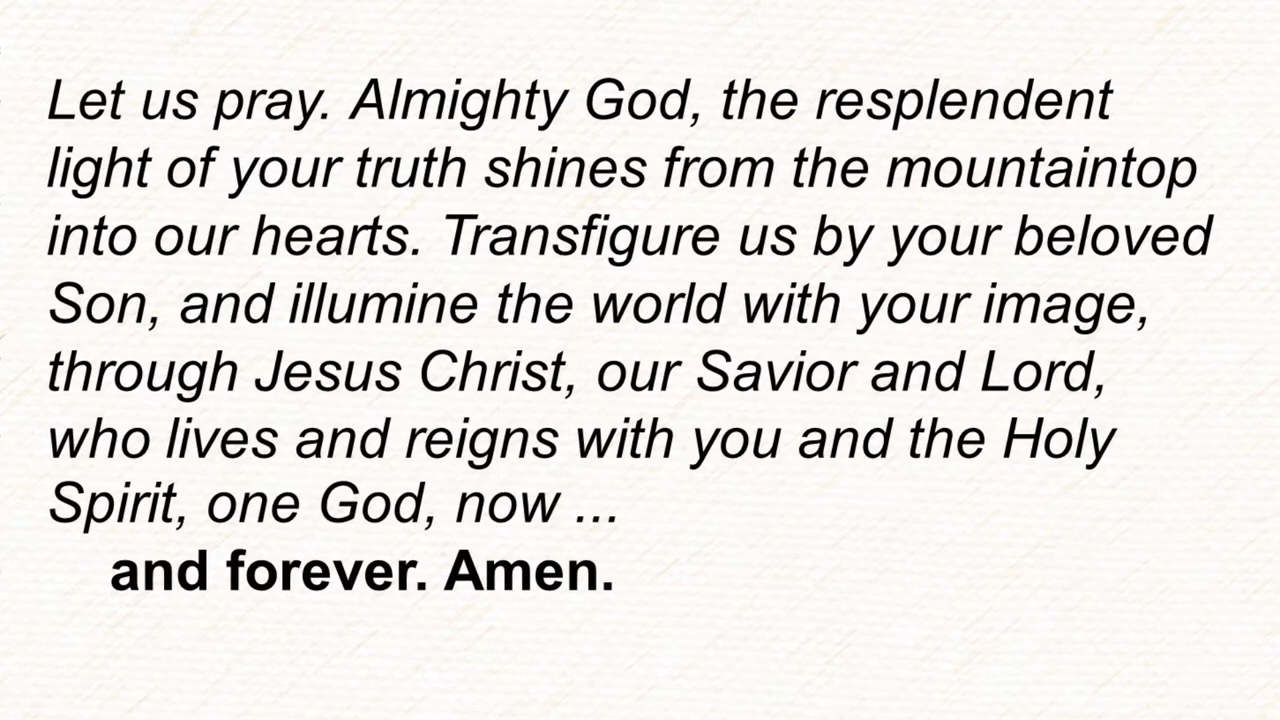 Let us pray. Almighty God, the resplendent
light of your truth shines from the mountaintop
into our hearts. Transfigure us by your beloved
Son, and illumine the world with your image,
through Jesus Christ, our Savior and Lord,
who lives and reigns with you and the Holy
Spirit, one God, now ...
and forever. Amen.